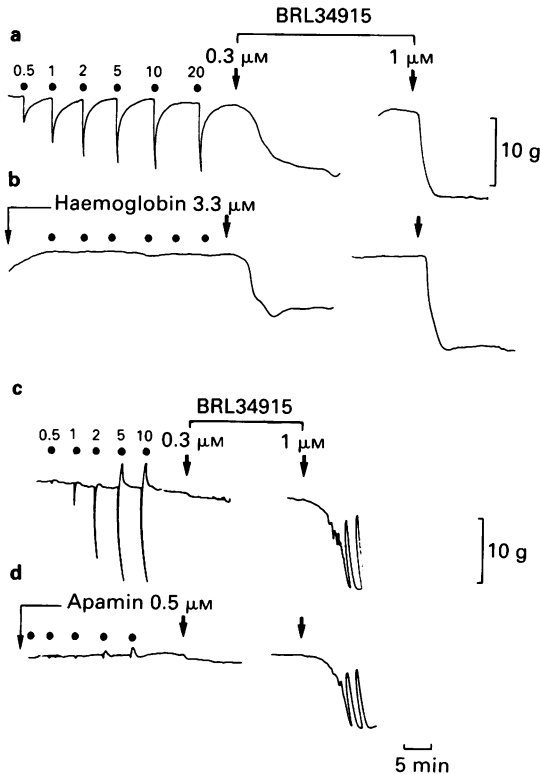 BRL34915
a
0.3 µM 1 µM
0.5 1 2 5 10 20
10 g
b
Haemoglobin 3.3 µM
c
BRL34915
0.5 1 2 5 10 0.3 µM 1 µM
10 g
d
Apamin 0.5 µM
5 min